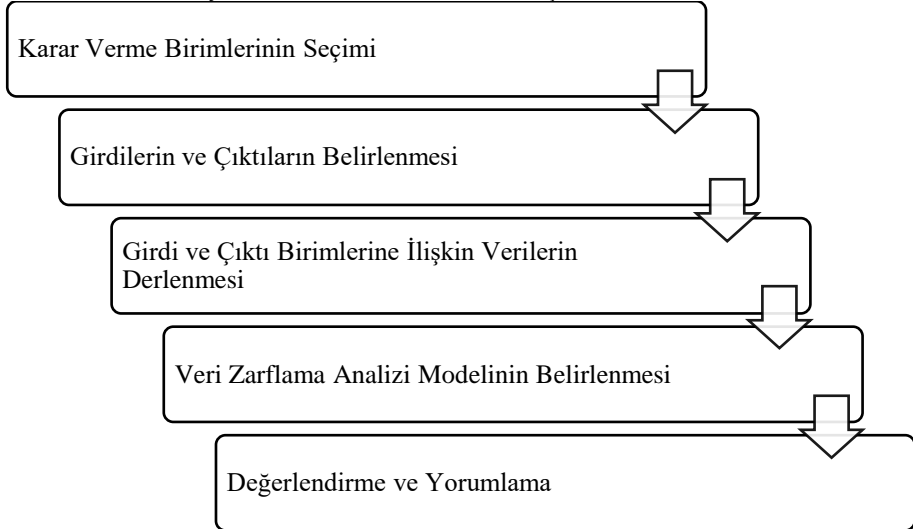 Karar Verme Birimlerinin Seçimi
Girdilerin ve Çıktıların Belirlenmesi
Girdi ve Çıktı Birimlerine İlişkin Verilerin
Derlenmesi
Veri Zarflama Analizi Modelinin Belirlenmesi
Değerlendirme ve Yorumlama